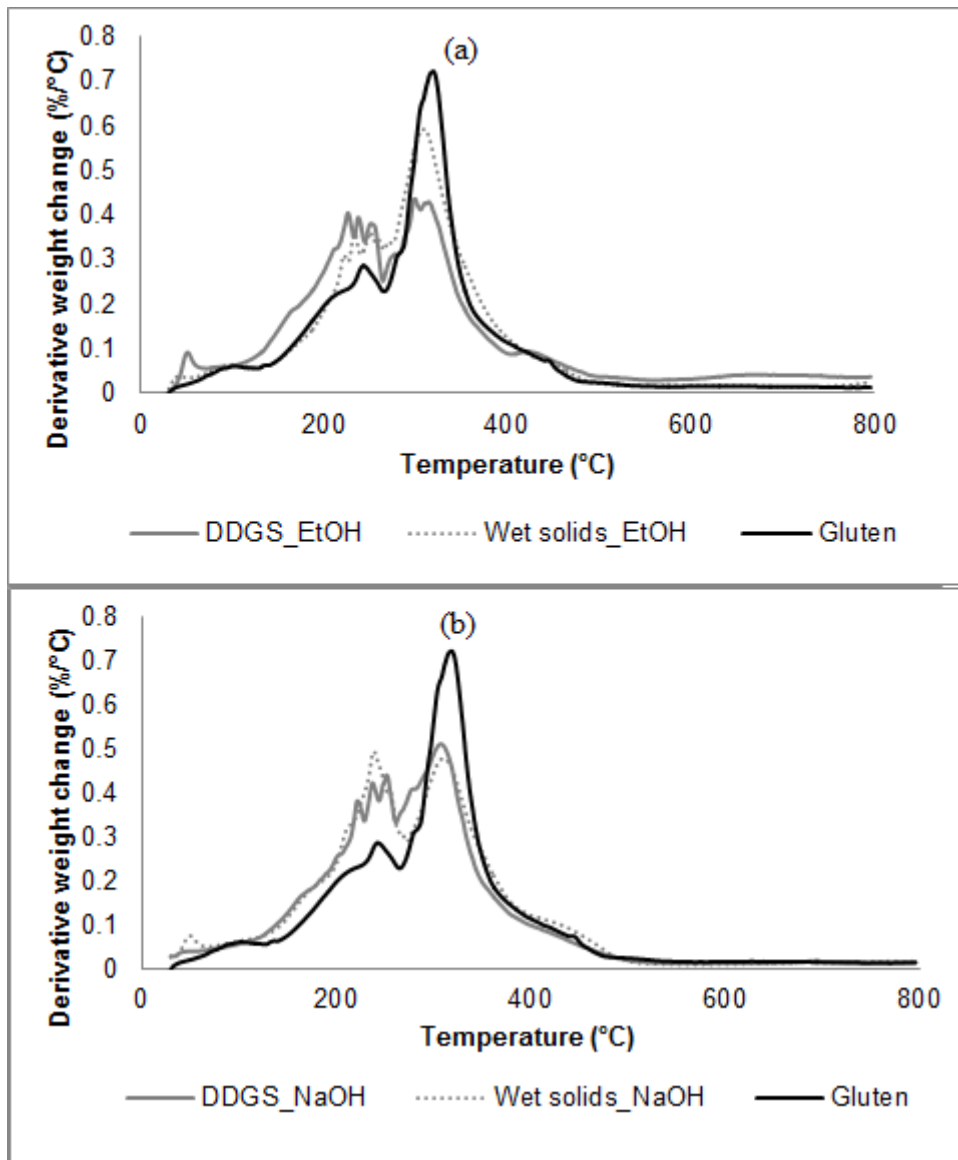 (a)
Derivative weight change (%/°C)
0.8
0.7
0.6
0.5
0.4
0.3
0.2
0.1
0
0 200 400 600 800
Temperature (°C)
DDGS_EtOH Wet solids_EtOH Gluten
(b)
Derivative weight change (%/°C)
0.8
0.7
0.6
0.5
0.4
0.3
0.2
0.1
0
0 200 400 600 800
Temperature (°C)
DDGS_NaOH Wet solids_NaOH Gluten